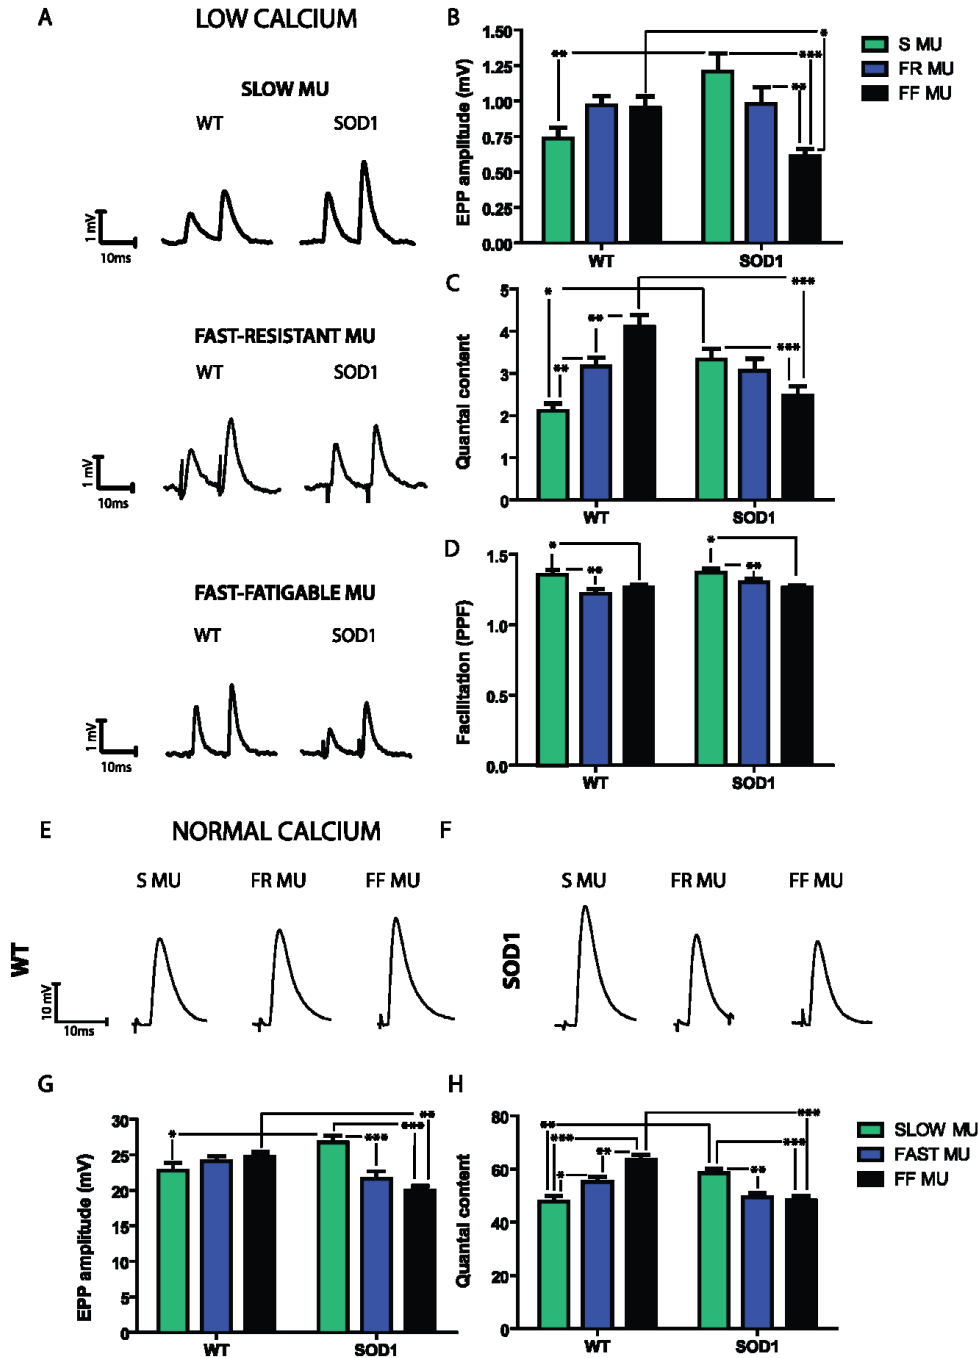 A
LOW CALCIUM
SLOW MU
WT
SOD1
1 mV
10ms
FAST-RESISTANT MU
WT
SOD1
1 mV
10ms
FAST-FATIGABLE MU
WT
SOD1
1 mV
10ms
B
EPP amplitude (mV)
1.50
1.25
1.00
0.75
0.50
0.25
0.00
**
***
*
**
WT
SOD1
S MU
FR MU
FF MU
C
Quantal content
5
4
3
2
1
0
*
**
**
***
***
WT
SOD1
D
Facilitation (PPF)
1.5
1.0
0.5
0.0
*
**
*
**
WT
SOD1
E
NORMAL CALCIUM
F
S MU
FR MU
FF MU
S MU
FR MU
FF MU
WT
SOD1
10 mV
10ms
G
EPP amplitude (mV)
30
25
20
15
10
5
0
*
***
***
**
WT
SOD1
H
Quantal content
80
60
40
20
0
**
***
*
**
***
***
**
WT
SOD1
SLOW MU
FAST MU
FF MU